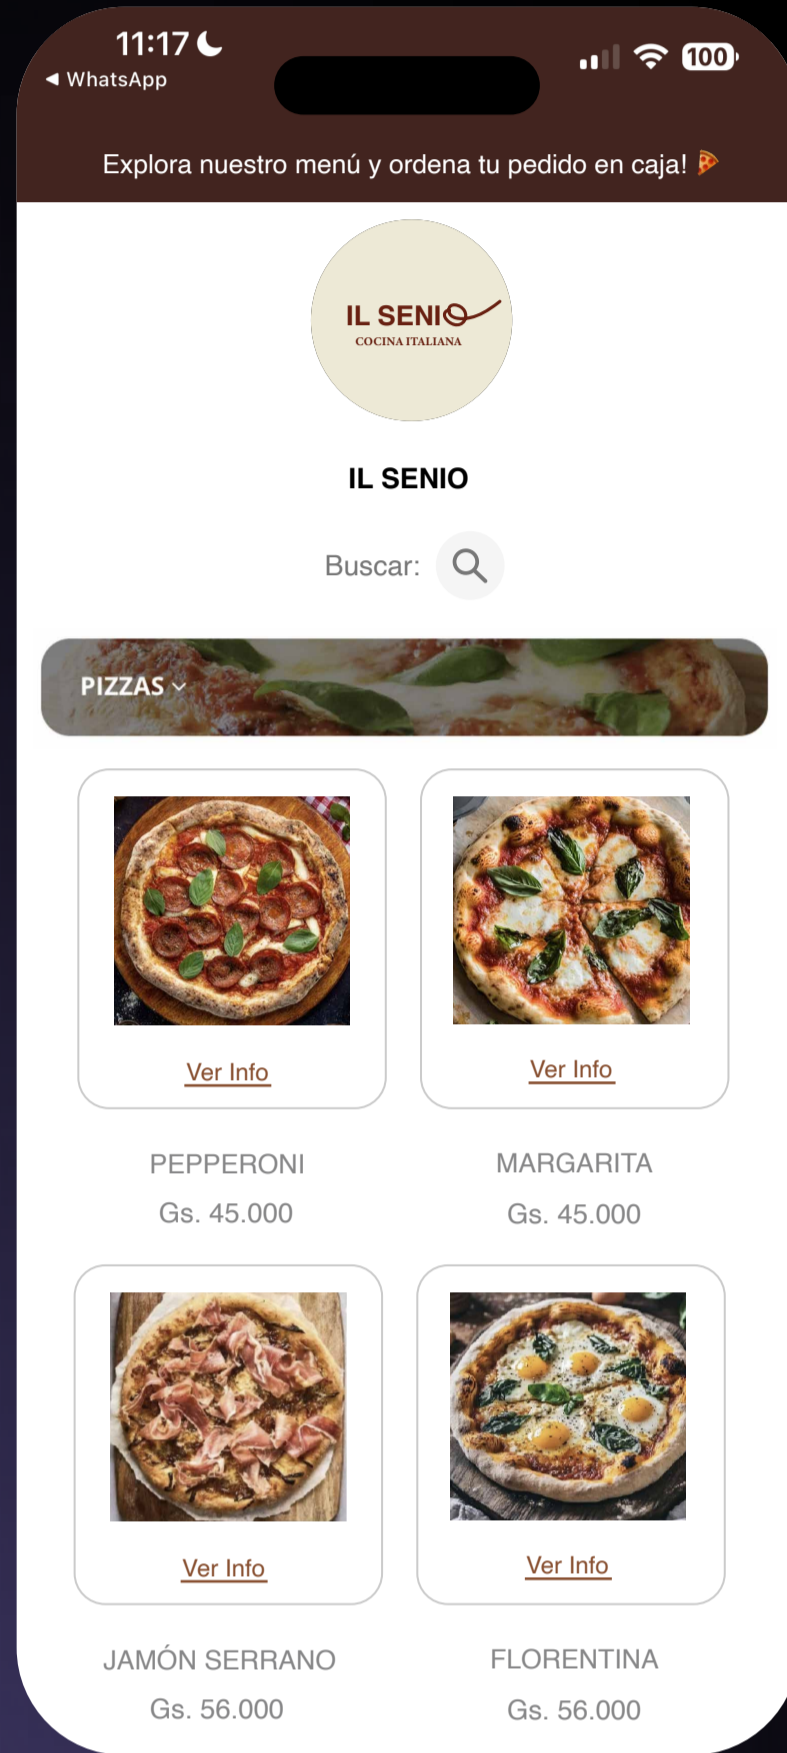 11:17
◀ WhatsApp
100
Explora nuestro menú y ordena tu pedido en caja! 🍕
IL SENIO
COCINA ITALIANA
IL SENIO
Buscar:
PIZZAS
Ver Info
Ver Info
PEPPERONI
MARGARITA
Gs. 45.000
Gs. 45.000
Ver Info
Ver Info
JAMÓN SERRANO
FLORENTINA
Gs. 56.000
Gs. 56.000